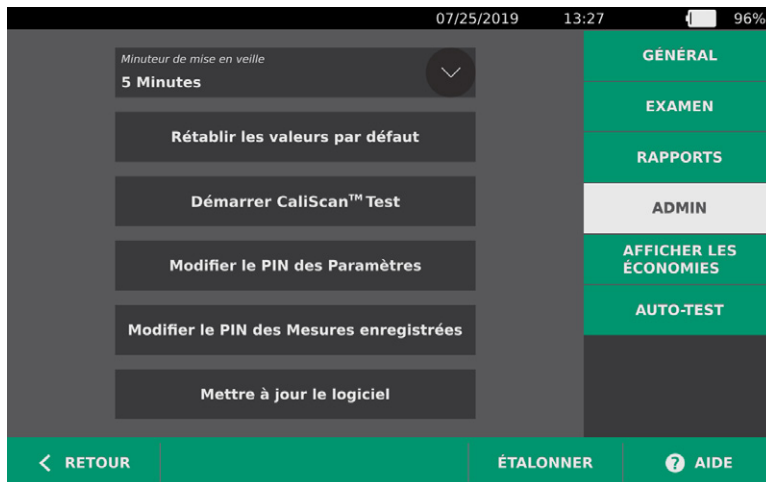 07/25/2019 13:27 96%
Minuteur de mise en veille
5 Minutes
Rétablir les valeurs par défaut
Démarrer CaliScan™ Test
Modifier le PIN des Paramètres
Modifier le PIN des Mesures enregistrées
Mettre à jour le logiciel
GÉNÉRAL
EXAMEN
RAPPORTS
ADMIN
AFFICHER LES
ÉCONOMIES
AUTO-TEST
RETOUR
ÉTALONNER
? AIDE